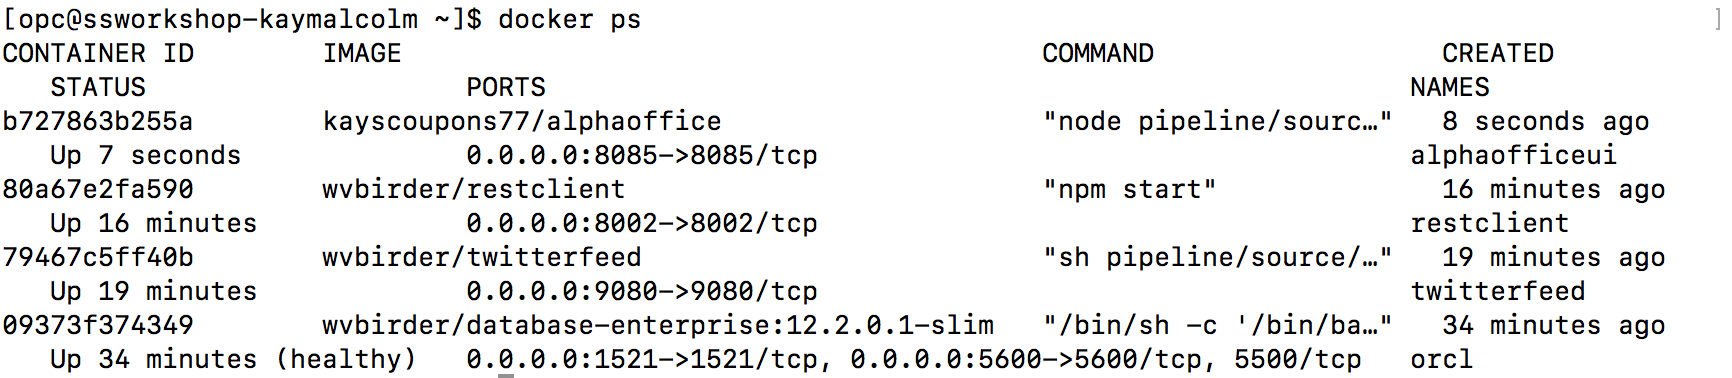 [opc@ssworkshop-kaymalcolm ~]$ docker ps ]
CONTAINER ID        IMAGE                                        COMMAND                  CREATED
   STATUS                    PORTS                                                      NAMES
b727863b255a        kayscoupons77/alphaoffice                    "node pipeline/sourc…"   8 seconds ago
   Up 7 seconds              0.0.0.0:8085->8085/tcp                                     alphaofficeui
80a67e2fa590        wvbirder/restclient                          "npm start"              16 minutes ago
   Up 16 minutes             0.0.0.0:8002->8002/tcp                                     restclient
79467c5ff40b        wvbirder/twitterfeed                         "sh pipeline/source/…"   19 minutes ago
   Up 19 minutes             0.0.0.0:9080->9080/tcp                                     twitterfeed
09373f374349        wvbirder/database-enterprise:12.2.0.1-slim   "/bin/sh -c '/bin/ba…"   34 minutes ago
   Up 34 minutes (healthy)   0.0.0.0:1521->1521/tcp, 0.0.0.0:5600->5600/tcp, 5500/tcp   orcl